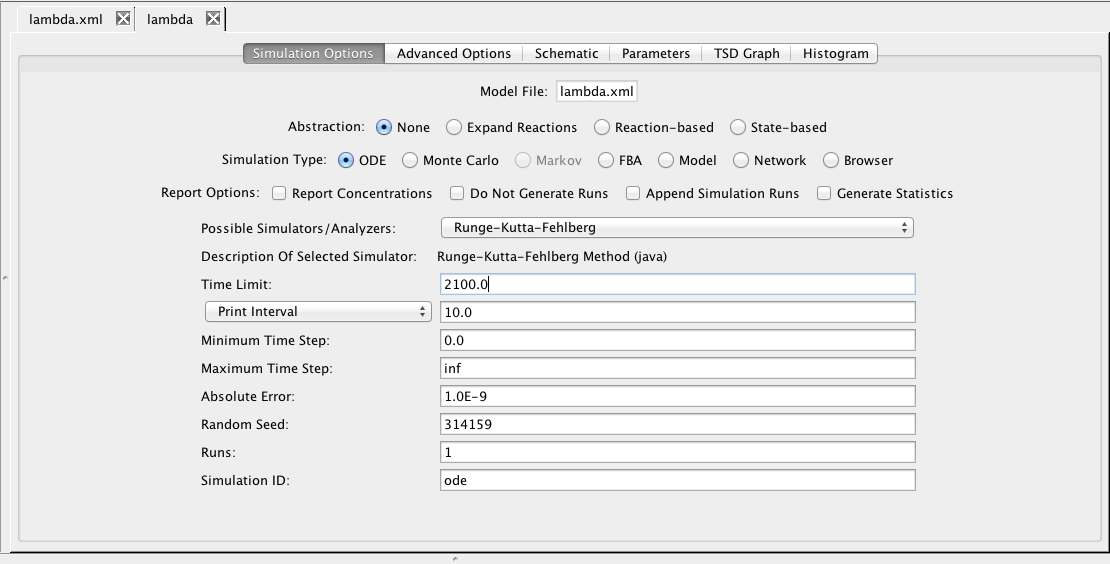 lambda.xml lambda
Simulation Options Advanced Options Schematic Parameters TSD Graph Histogram
Model File: lambda.xml
Abstraction: None Expand Reactions Reaction-based State-based
Simulation Type: ODE Monte Carlo Markov FBA Model Network Browser
Report Options: Report Concentrations Do Not Generate Runs Append Simulation Runs Generate Statistics
Possible Simulators/Analyzers: Runge-Kutta-Fehlberg
Description Of Selected Simulator: Runge-Kutta-Fehlberg Method (java)
Time Limit: 2100.0
Print Interval 10.0
Minimum Time Step: 0.0
Maximum Time Step: inf
Absolute Error: 1.0E-9
Random Seed: 314159
Runs: 1
Simulation ID: ode